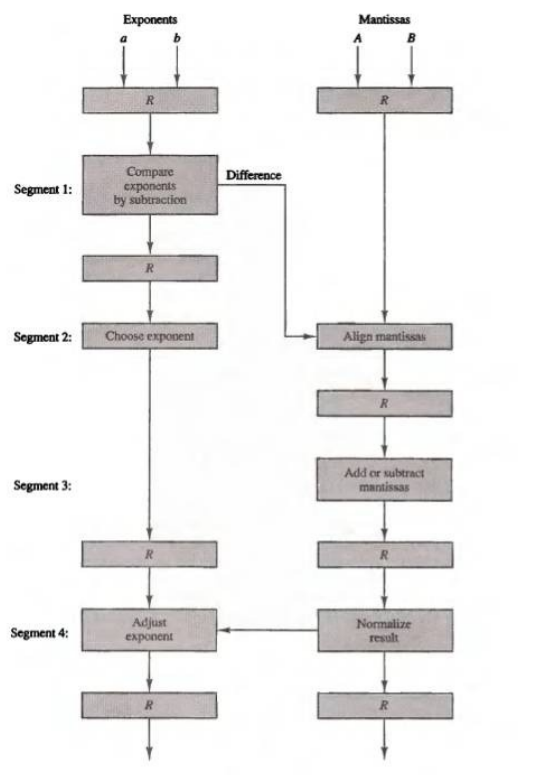 Exponents
a b
Mantissas
A B
R
R
Segment 1:
Compare
exponents
by subtraction
Difference
R
Segment 2:
Choose exponent
Align mantissas
R
Segment 3:
Add or subtract
mantissas
R
R
Segment 4:
Adjust
exponent
Normalize
result
R
R